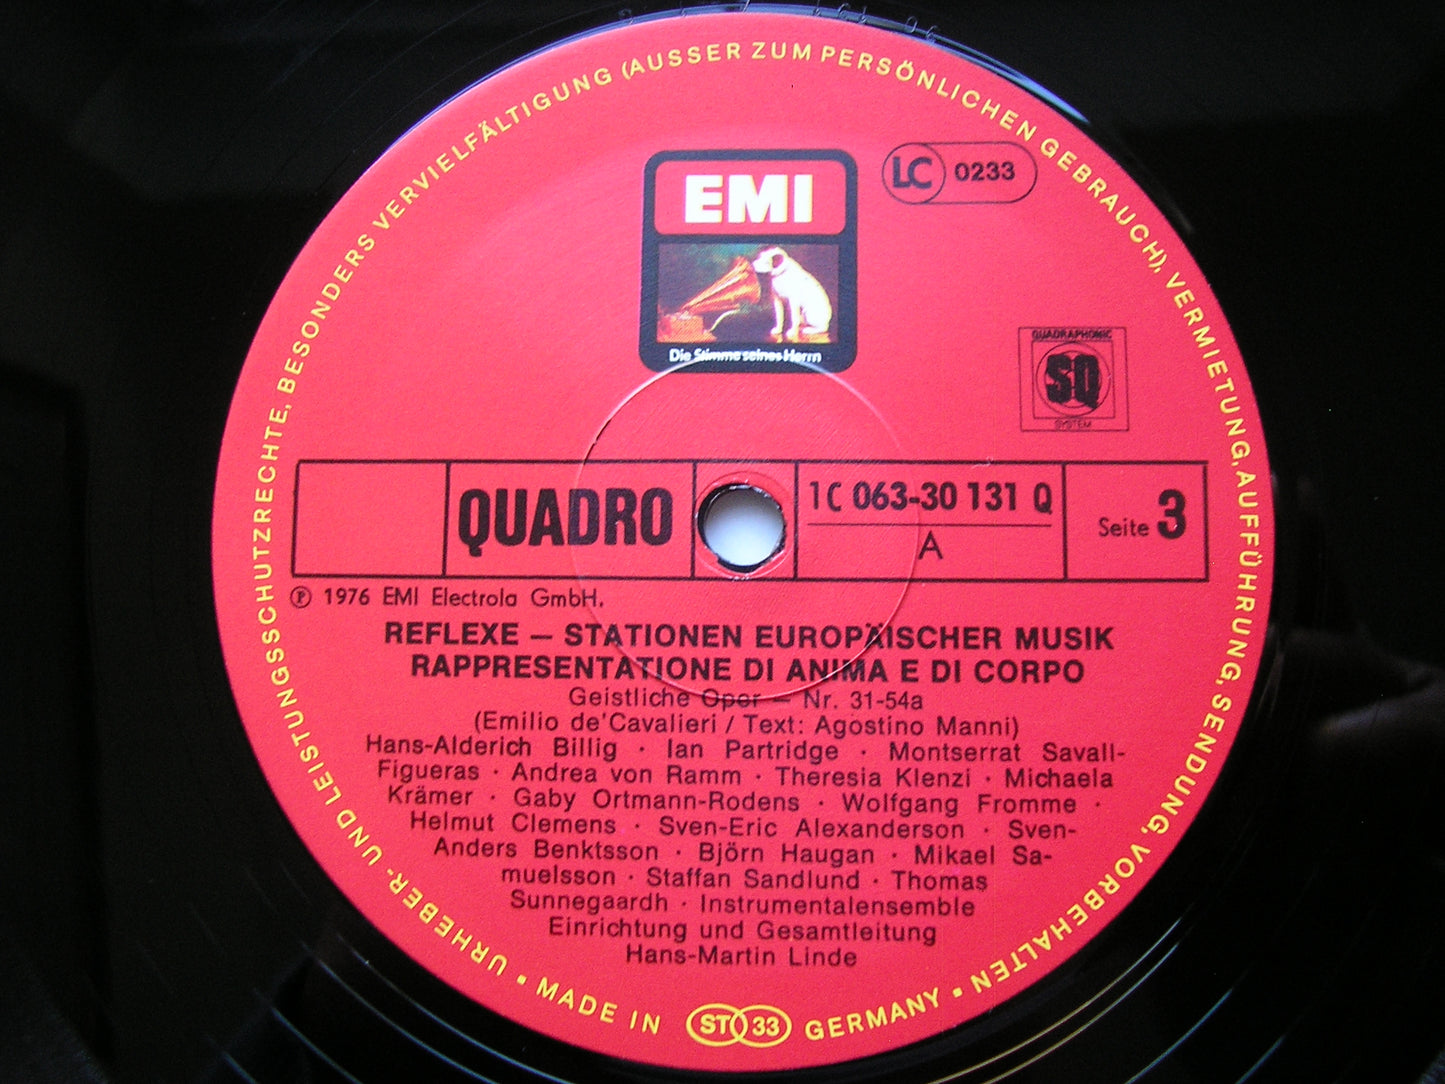 URHEBER- UND LEISTUNGSSCHUTZRECHTE, BESONDERS VERVIELFÄLTIGUNG (AUSSER ZUM PERSÖNLICHEN GEBRAUCH), VERMIETUNG, AUFFÜHRUNG, SENDUNG, VORBEHALTEN
EMI
LC 0233
Die Stimme seines Herrn
QUADRAPHONIC
SQ
SYSTEM
QUADRO
1C 063-30 131 Q
A
Seite 3
℗ 1976 EMI Electrola GmbH.
REFLEXE – STATIONEN EUROPÄISCHER MUSIK
RAPPRESENTATIONE DI ANIMA E DI CORPO
Geistliche Oper – Nr. 31-54a
(Emilio de'Cavalieri / Text: Agostino Manni)
Hans-Alderich Billig · Ian Partridge · Montserrat Savall-
Figueras · Andrea von Ramm · Theresia Klenzi · Michaela
Krämer · Gaby Ortmann-Rodens · Wolfgang Fromme ·
Helmut Clemens · Sven-Eric Alexanderson · Sven-
Anders Benktsson · Björn Haugan · Mikael Sa-
muelsson · Staffan Sandlund · Thomas
Sunnegaardh · Instrumentalensemble
Einrichtung und Gesamtleitung
Hans-Martin Linde
MADE IN ST 33 GERMANY